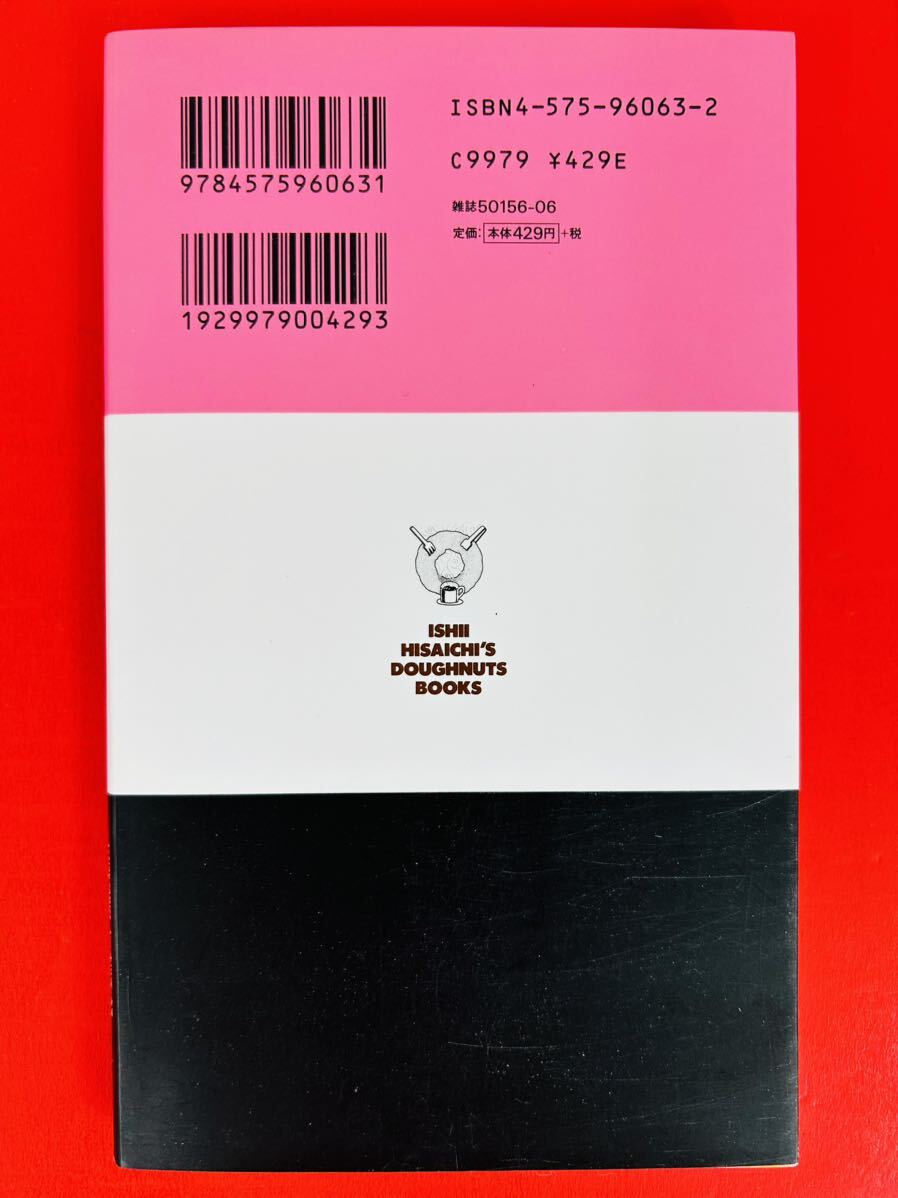 ISBN4-575-96063-2
C9979 ¥429E
雑誌50156-06
定価：本体429円+税
9784575960631
1929979004293
ISHII
HISAICHI'S
DOUGHNUTS
BOOKS